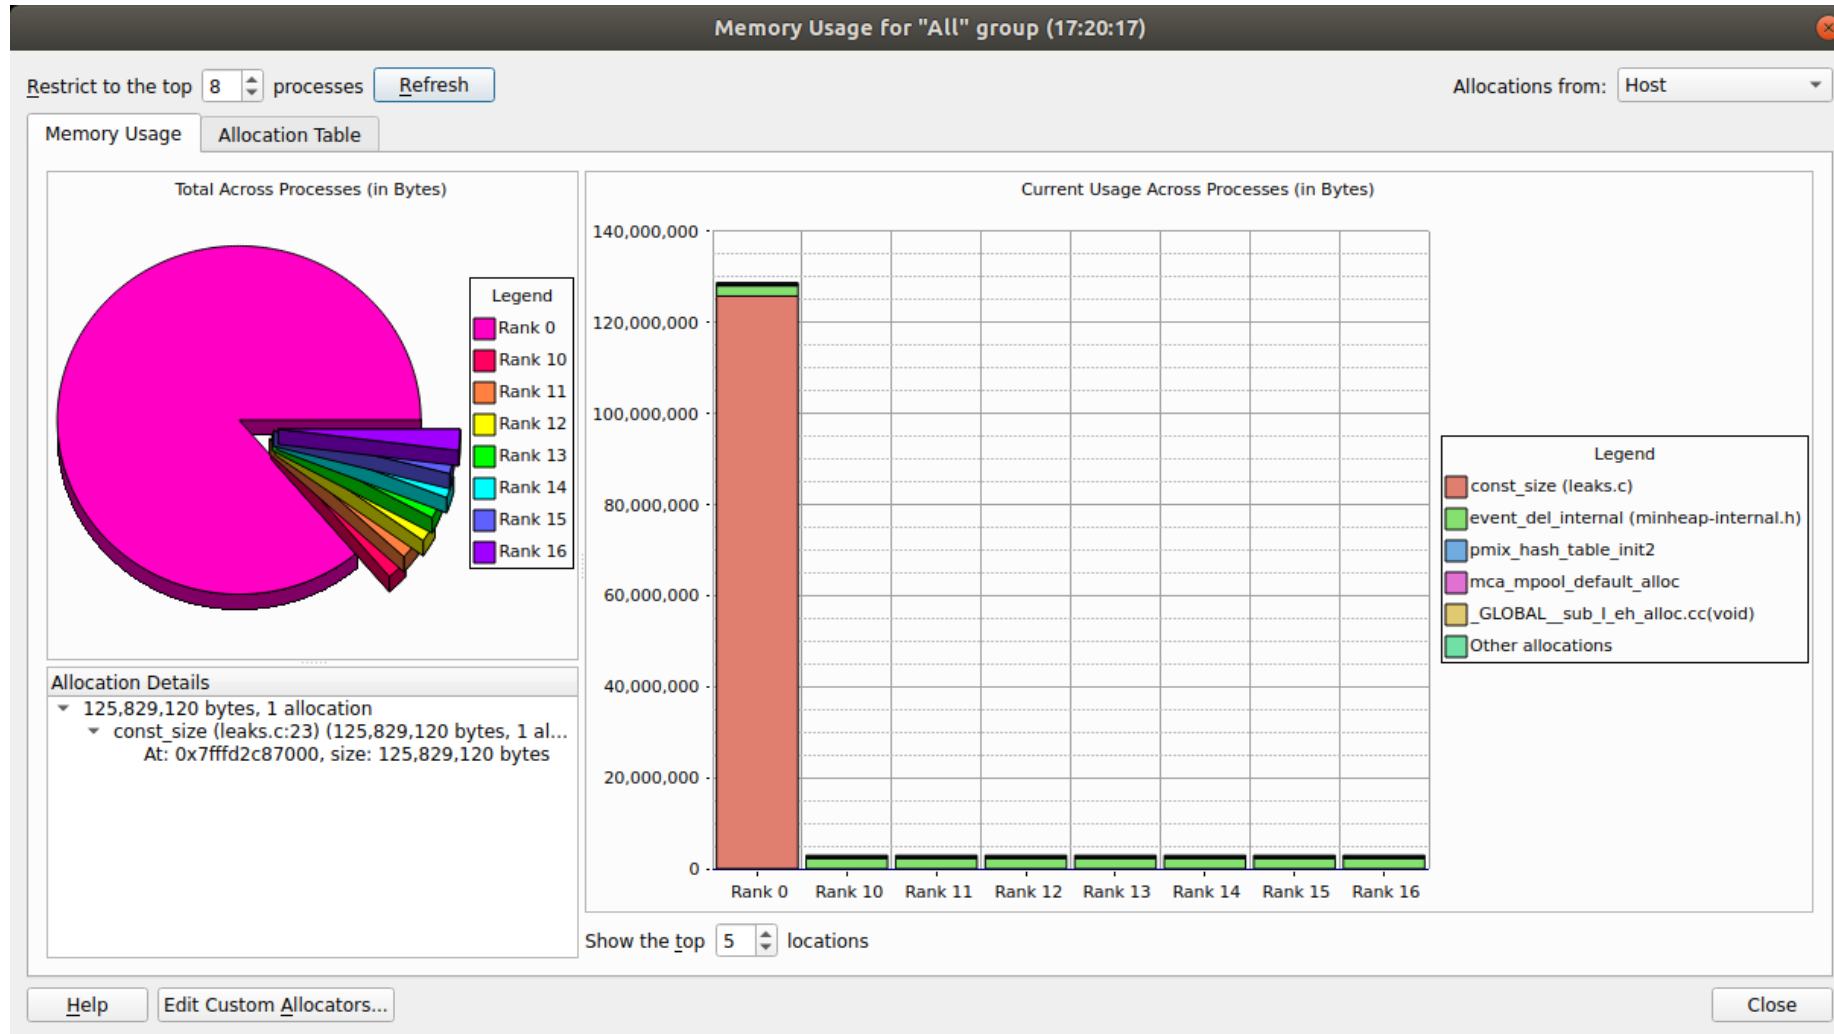 Memory Usage for "All" group (17:20:17)
Restrict to the top 8 processes Refresh Allocations from: Host
Memory Usage Allocation Table
Total Across Processes (in Bytes)
Legend
Rank 0
Rank 10
Rank 11
Rank 12
Rank 13
Rank 14
Rank 15
Rank 16
Allocation Details
125,829,120 bytes, 1 allocation
const_size (leaks.c:23) (125,829,120 bytes, 1 al...
At: 0x7fffd2c87000, size: 125,829,120 bytes
Current Usage Across Processes (in Bytes)
140,000,000
120,000,000
100,000,000
80,000,000
60,000,000
40,000,000
20,000,000
0
Rank 0 Rank 10 Rank 11 Rank 12 Rank 13 Rank 14 Rank 15 Rank 16
Legend
const_size (leaks.c)
event_del_internal (minheap-internal.h)
pmix_hash_table_init2
mca_mpool_default_alloc
_GLOBAL__sub_I_eh_alloc.cc(void)
Other allocations
Show the top 5 locations
Help Edit Custom Allocators... Close